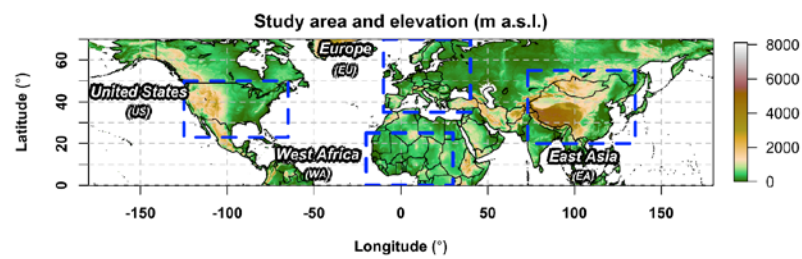 Study area and elevation (m a.s.l.)
Europe
(EU)
United States
(US)
West Africa
(WA)
East Asia
(EA)
Latitude (°)
60
40
20
0
8000
6000
4000
2000
0
-150 -100 -50 0 50 100 150
Longitude (°)